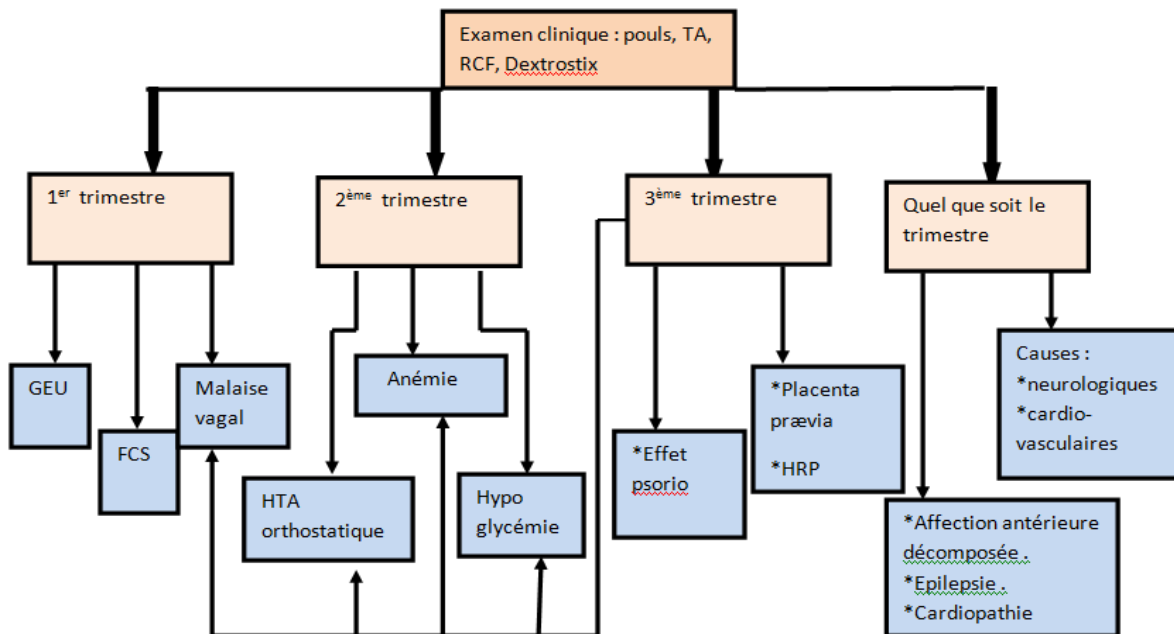 Examen clinique : pouls, TA,
RCF, Dextrostix
1er trimestre
2ème trimestre
3ème trimestre
Quel que soit le
trimestre
GEU
FCS
Malaise
vagal
HTA
orthostatique
Anémie
Hypo
glycémie
*Effet
psorio
*Placenta
prævia
*HRP
Causes :
*neurologiques
*cardio-
vasculaires
*Affection antérieure
décomposée .
*Epilepsie .
*Cardiopathie